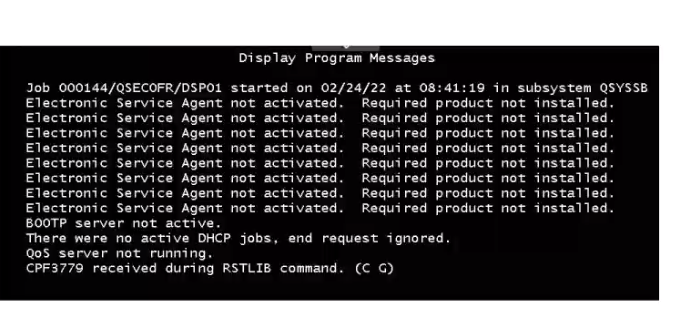 Display Program Messages
Job 000144/QSECOFR/DSP01 started on 02/24/22 at 08:41:19 in subsystem QSYSSB
Electronic Service Agent not activated.  Required product not installed.
Electronic Service Agent not activated.  Required product not installed.
Electronic Service Agent not activated.  Required product not installed.
Electronic Service Agent not activated.  Required product not installed.
Electronic Service Agent not activated.  Required product not installed.
Electronic Service Agent not activated.  Required product not installed.
Electronic Service Agent not activated.  Required product not installed.
Electronic Service Agent not activated.  Required product not installed.
BOOTP server not active.
There were no active DHCP jobs, end request ignored.
QoS server not running.
CPF3779 received during RSTLIB command. (C G)